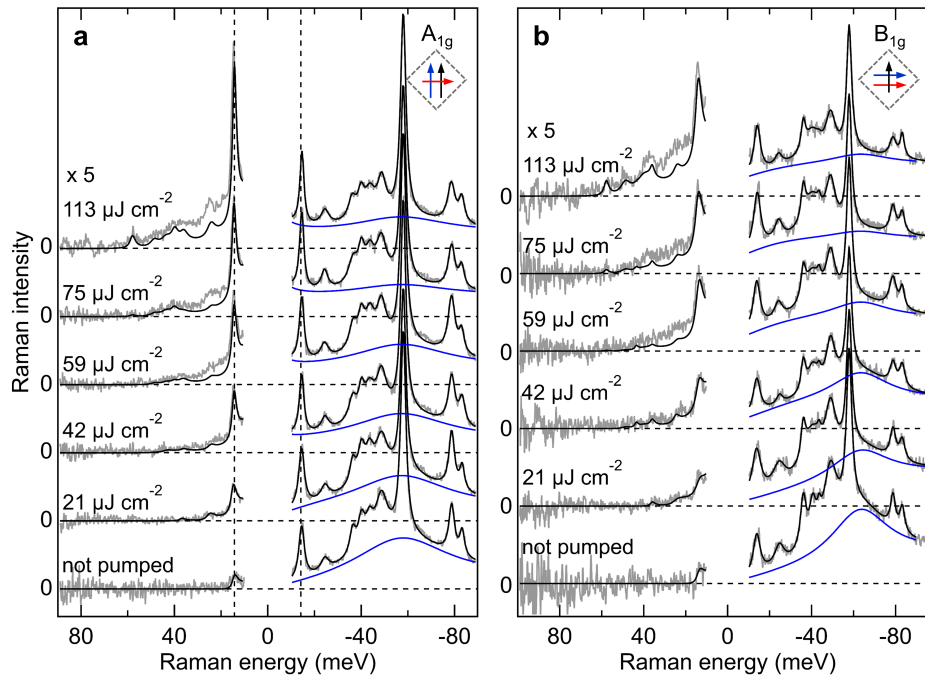 a
A1g
x 5
113 µJ cm-2
0
75 µJ cm-2
0
59 µJ cm-2
0
42 µJ cm-2
0
21 µJ cm-2
0
not pumped
0
80 40 0 -40 -80
Raman energy (meV)
Raman intensity
b
B1g
x 5
113 µJ cm-2
0
75 µJ cm-2
0
59 µJ cm-2
0
42 µJ cm-2
0
21 µJ cm-2
0
not pumped
0
80 40 0 -40 -80
Raman energy (meV)